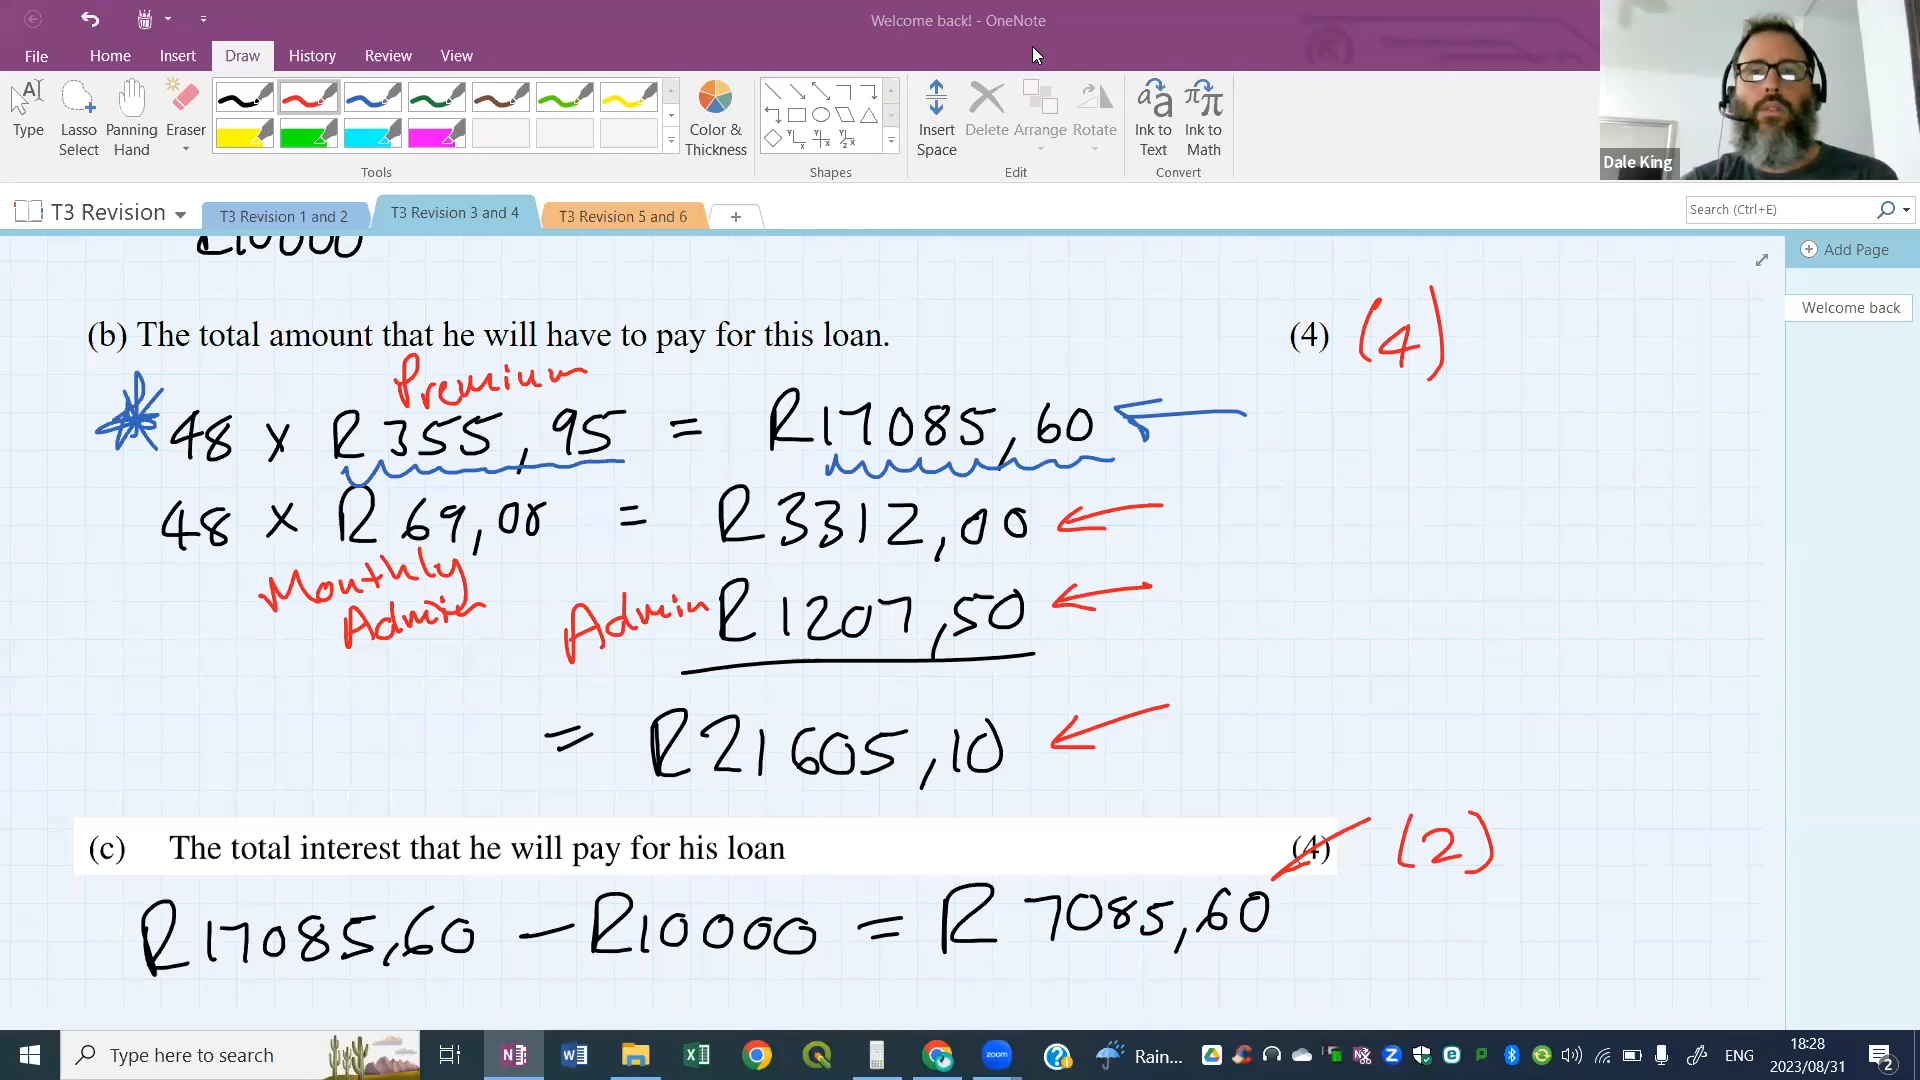 Welcome back! - OneNote
File Home Insert Draw History Review View
Type
Lasso Select
Panning Hand
Eraser
Color & Thickness
Insert Space
Delete
Arrange
Rotate
Ink to Text
Ink to Math
Tools
Shapes
Edit
Convert
Dale King
T3 Revision
T3 Revision 1 and 2
T3 Revision 3 and 4
T3 Revision 5 and 6
Search (Ctrl+E)
Add Page
Welcome back
R10000
(b) The total amount that he will have to pay for this loan. (4) (4)
Premium
48 x R355,95 = R17085,60
48 x R69,00 = R3312,00
Monthly Admin
Admin R1207,50
= R21605,10
(c) The total interest that he will pay for his loan (4) (2)
R17085,60 - R10000 = R7085,60
Type here to search
zoom
Rain...
ENG
18:28
2023/08/31
2